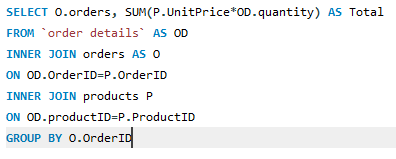 SELECT O.orders, SUM(P.UnitPrice*OD.quantity) AS Total
FROM `order details` AS OD
INNER JOIN orders AS O
ON OD.OrderID=P.OrderID
INNER JOIN products P
ON OD.productID=P.ProductID
GROUP BY O.OrderID